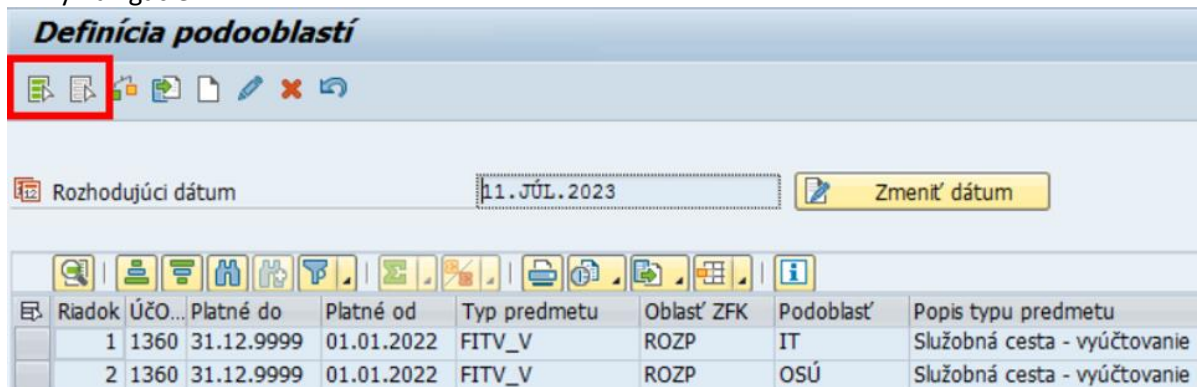 Definícia podooblastí
Rozhodujúci dátum 11.JÚL.2023 Zmeniť dátum
Riadok ÚčO... Platné do Platné od Typ predmetu Oblasť ZFK Podoblasť Popis typu predmetu
1 1360 31.12.9999 01.01.2022 FITV_V ROZP IT Služobná cesta - vyúčtovanie
2 1360 31.12.9999 01.01.2022 FITV_V ROZP OSÚ Služobná cesta - vyúčtovanie